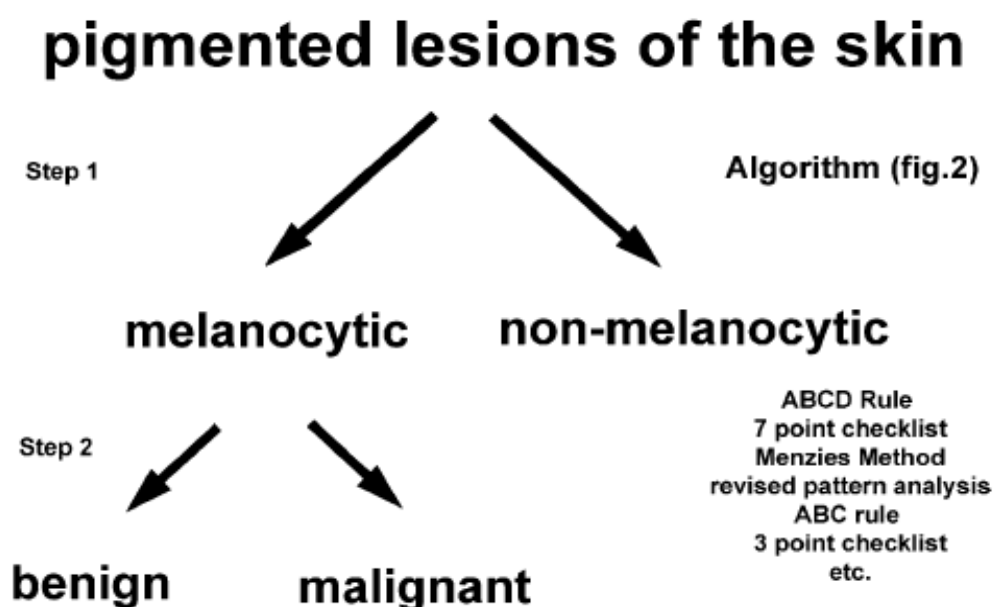 pigmented lesions of the skin
Step 1
Algorithm (fig.2)
melanocytic
non-melanocytic
Step 2
ABCD Rule
7 point checklist
Menzies Method
revised pattern analysis
ABC rule
3 point checklist
etc.
benign
malignant